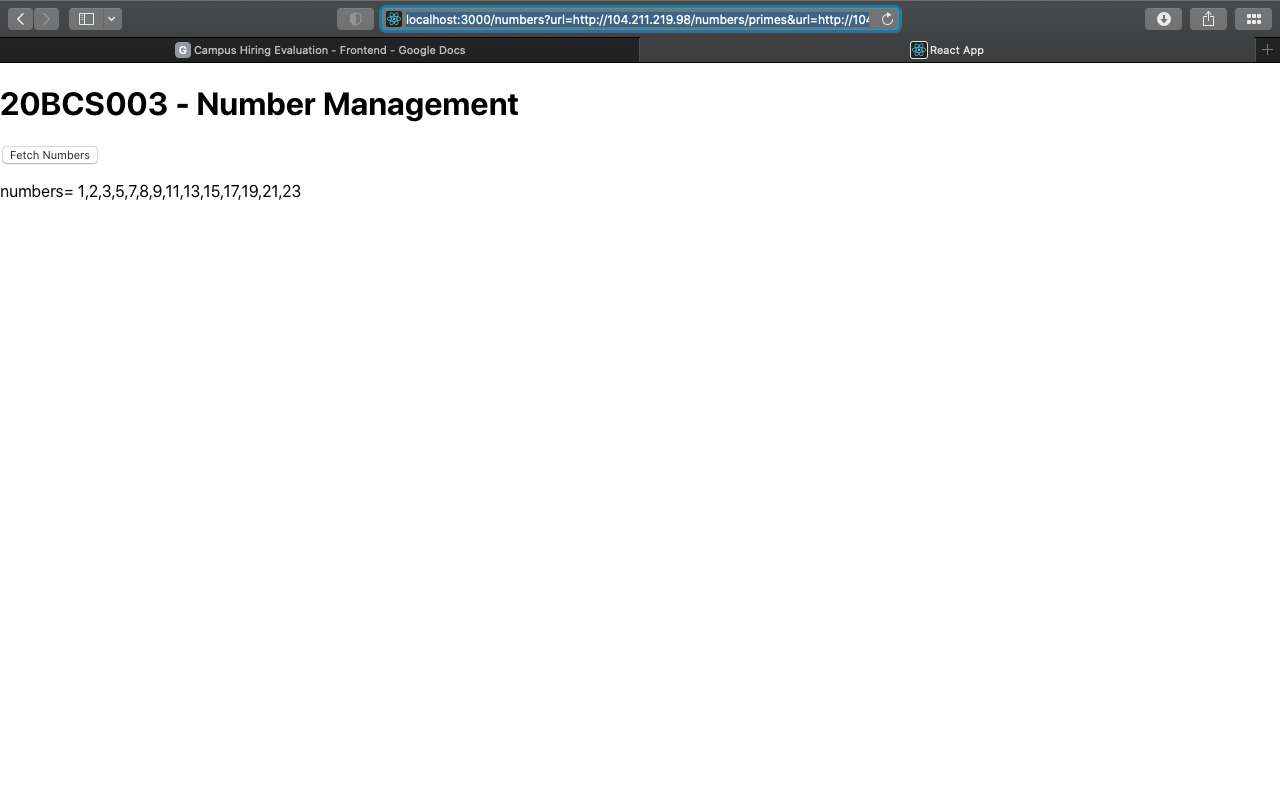 localhost:3000/numbers?url=http://104.211.219.98/numbers/primes&url=http://104
G Campus Hiring Evaluation - Frontend - Google Docs
React App
20BCS003 - Number Management
Fetch Numbers
numbers= 1,2,3,5,7,8,9,11,13,15,17,19,21,23